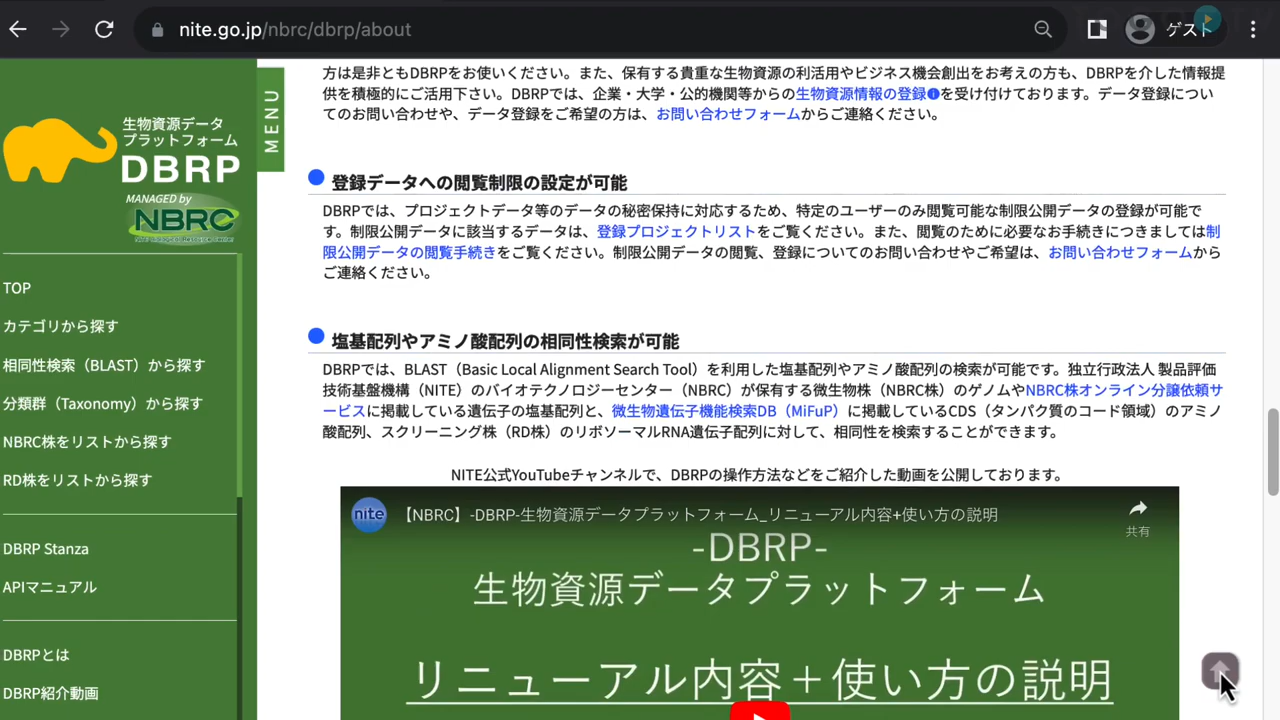 nite.go.jp/nbrc/dbrp/about
ゲスト
生物資源データ
プラットフォーム
DBRP
MANAGED by
NBRC
MENU
TOP
カテゴリから探す
相同性検索（BLAST）から探す
分類群（Taxonomy）から探す
NBRC株をリストから探す
RD株をリストから探す
DBRP Stanza
APIマニュアル
DBRPとは
DBRP紹介動画
方は是非ともDBRPをお使いください。また、保有する貴重な生物資源の利活用やビジネス機会創出をお考えの方も、DBRPを介した情報提
供を積極的にご活用下さい。DBRPでは、企業・大学・公的機関等からの生物資源情報の登録を受け付けております。データ登録につい
てのお問い合わせや、データ登録をご希望の方は、お問い合わせフォームからご連絡ください。
登録データへの閲覧制限の設定が可能
DBRPでは、プロジェクトデータ等のデータの秘密保持に対応するため、特定のユーザーのみ閲覧可能な制限公開データの登録が可能で
す。制限公開データに該当するデータは、登録プロジェクトリストをご覧ください。また、閲覧のために必要なお手続きにつきましては制
限公開データの閲覧手続きをご覧ください。制限公開データの閲覧、登録についてのお問い合わせやご希望は、お問い合わせフォームから
ご連絡ください。
塩基配列やアミノ酸配列の相同性検索が可能
DBRPでは、BLAST（Basic Local Alignment Search Tool）を利用した塩基配列やアミノ酸配列の検索が可能です。独立行政法人 製品評価
技術基盤機構（NITE）のバイオテクノロジーセンター（NBRC）が保有する微生物株（NBRC株）のゲノムやNBRC株オンライン分譲依頼サ
ービスに掲載している遺伝子の塩基配列と、微生物遺伝子機能検索DB（MiFuP）に掲載しているCDS（タンパク質のコード領域）のアミノ
酸配列、スクリーニング株（RD株）のリボソーマルRNA遺伝子配列に対して、相同性を検索することができます。
NITE公式YouTubeチャンネルで、DBRPの操作方法などをご紹介した動画を公開しております。
nite
【NBRC】-DBRP-生物資源データプラットフォーム_リニューアル内容+使い方の説明
共有
-DBRP-
生物資源データプラットフォーム
リニューアル内容＋使い方の説明